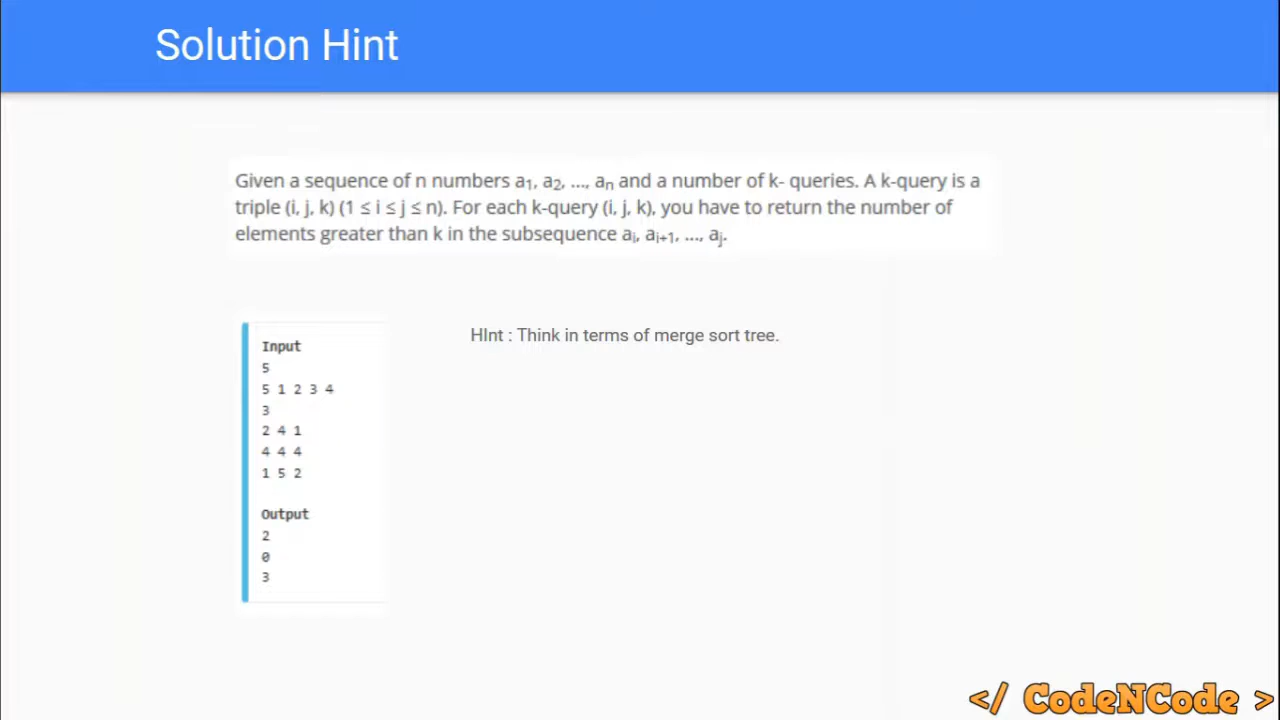 Solution Hint
Given a sequence of n numbers a1, a2, ..., an and a number of k- queries. A k-query is a
triple (i, j, k) (1 ≤ i ≤ j ≤ n). For each k-query (i, j, k), you have to return the number of
elements greater than k in the subsequence ai, ai+1, ..., aj.
HInt : Think in terms of merge sort tree.
Input
5
5 1 2 3 4
3
2 4 1
4 4 4
1 5 2
Output
2
0
3
</ CodeNCode >